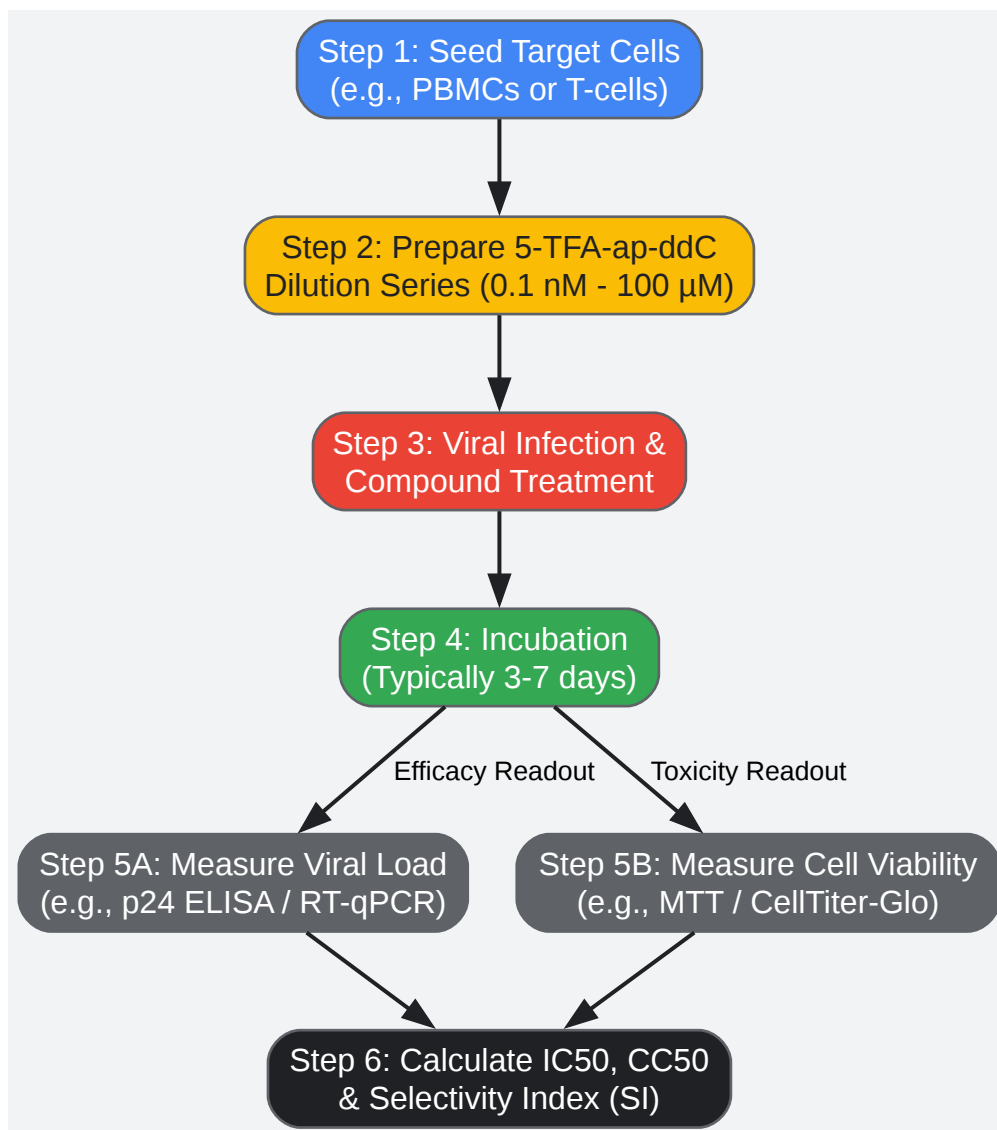 Step 1: Seed Target Cells
(e.g., PBMCs or T-cells)
Step 2: Prepare 5-TFA-ap-ddC
Dilution Series (0.1 nM - 100 µM)
Step 3: Viral Infection &
Compound Treatment
Step 4: Incubation
(Typically 3-7 days)
Efficacy Readout
Toxicity Readout
Step 5A: Measure Viral Load
(e.g., p24 ELISA / RT-qPCR)
Step 5B: Measure Cell Viability
(e.g., MTT / CellTiter-Glo)
Step 6: Calculate IC50, CC50
& Selectivity Index (SI)